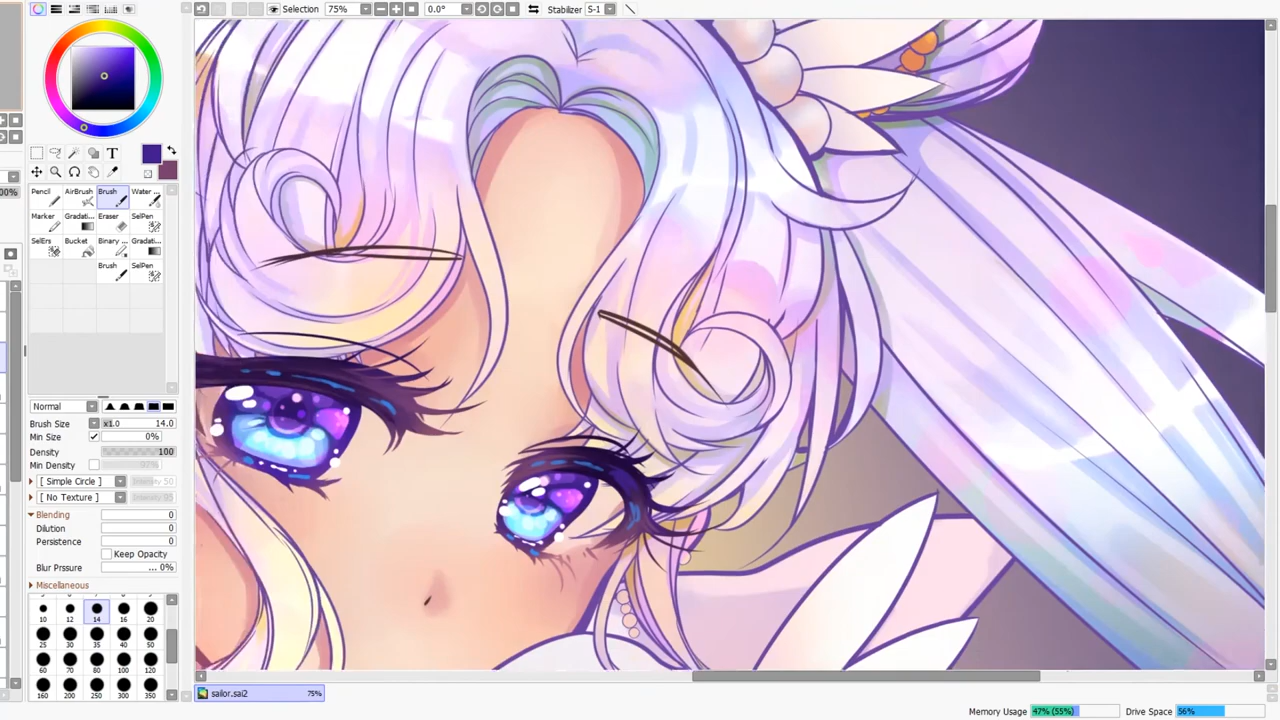 Selection 75% 0.0° Stabilizer S-1
T
00%
Pencil AirBrush Brush Water ...
Marker Gradati... Eraser SelPen
SelErs Bucket Binary ... Gradati...
Brush SelPen
Normal
Brush Size x1.0 14.0
Min Size 0%
Density 100
Min Density
[ Simple Circle ] Intensity 50
[ No Texture ]
Blending 0
Dilution 0
Persistence 0
Keep Opacity
Blur Prssure ... 0%
Miscellaneous
10 12 14 16 20
25 30 35 40 50
60 70 80 100 120
160 200 250 300 350
sailor.sai2 75%
Memory Usage 47% (55%) Drive Space 56%